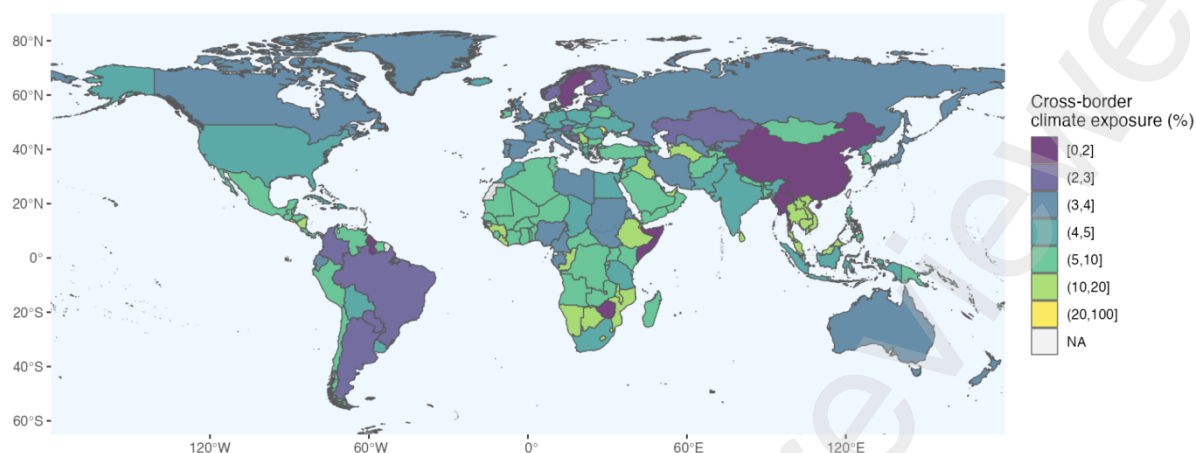 80°N
60°N
40°N
20°N
0°
20°S
40°S
60°S
120°W
60°W
0°
60°E
120°E
Cross-border
climate exposure (%)
[0,2]
(2,3]
(3,4]
(4,5]
(5,10]
(10,20]
(20,100]
NA